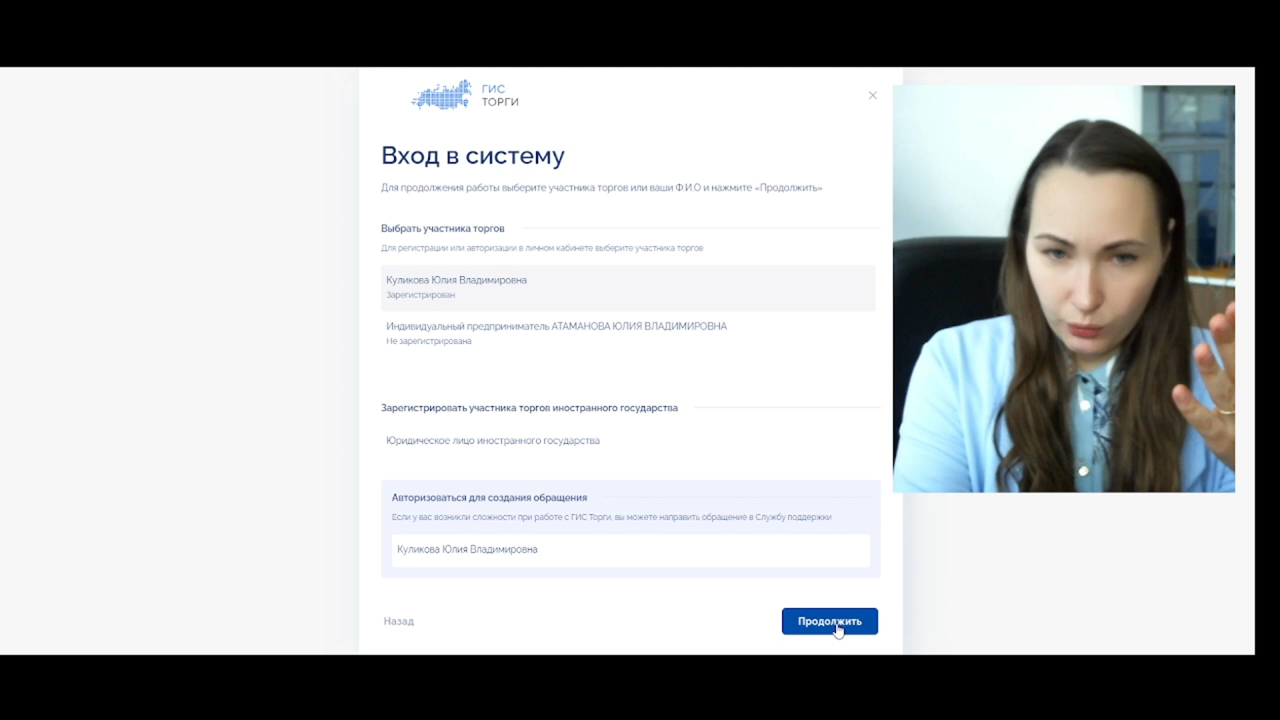 ГИС
ТОРГИ
Вход в систему
Для продолжения работы выберите участника торгов или ваши Ф.И.О и нажмите «Продолжить»
Выбрать участника торгов
Для регистрации или авторизации в личном кабинете выберите участника торгов
Куликова Юлия Владимировна
Зарегистрирован
Индивидуальный предприниматель АТАМАНОВА ЮЛИЯ ВЛАДИМИРОВНА
Не зарегистрирована
Зарегистрировать участника торгов иностранного государства
Юридическое лицо иностранного государства
Авторизоваться для создания обращения
Если у вас возникли сложности при работе с ГИС Торги, вы можете направить обращение в Службу поддержки
Куликова Юлия Владимировна
Назад
Продолжить